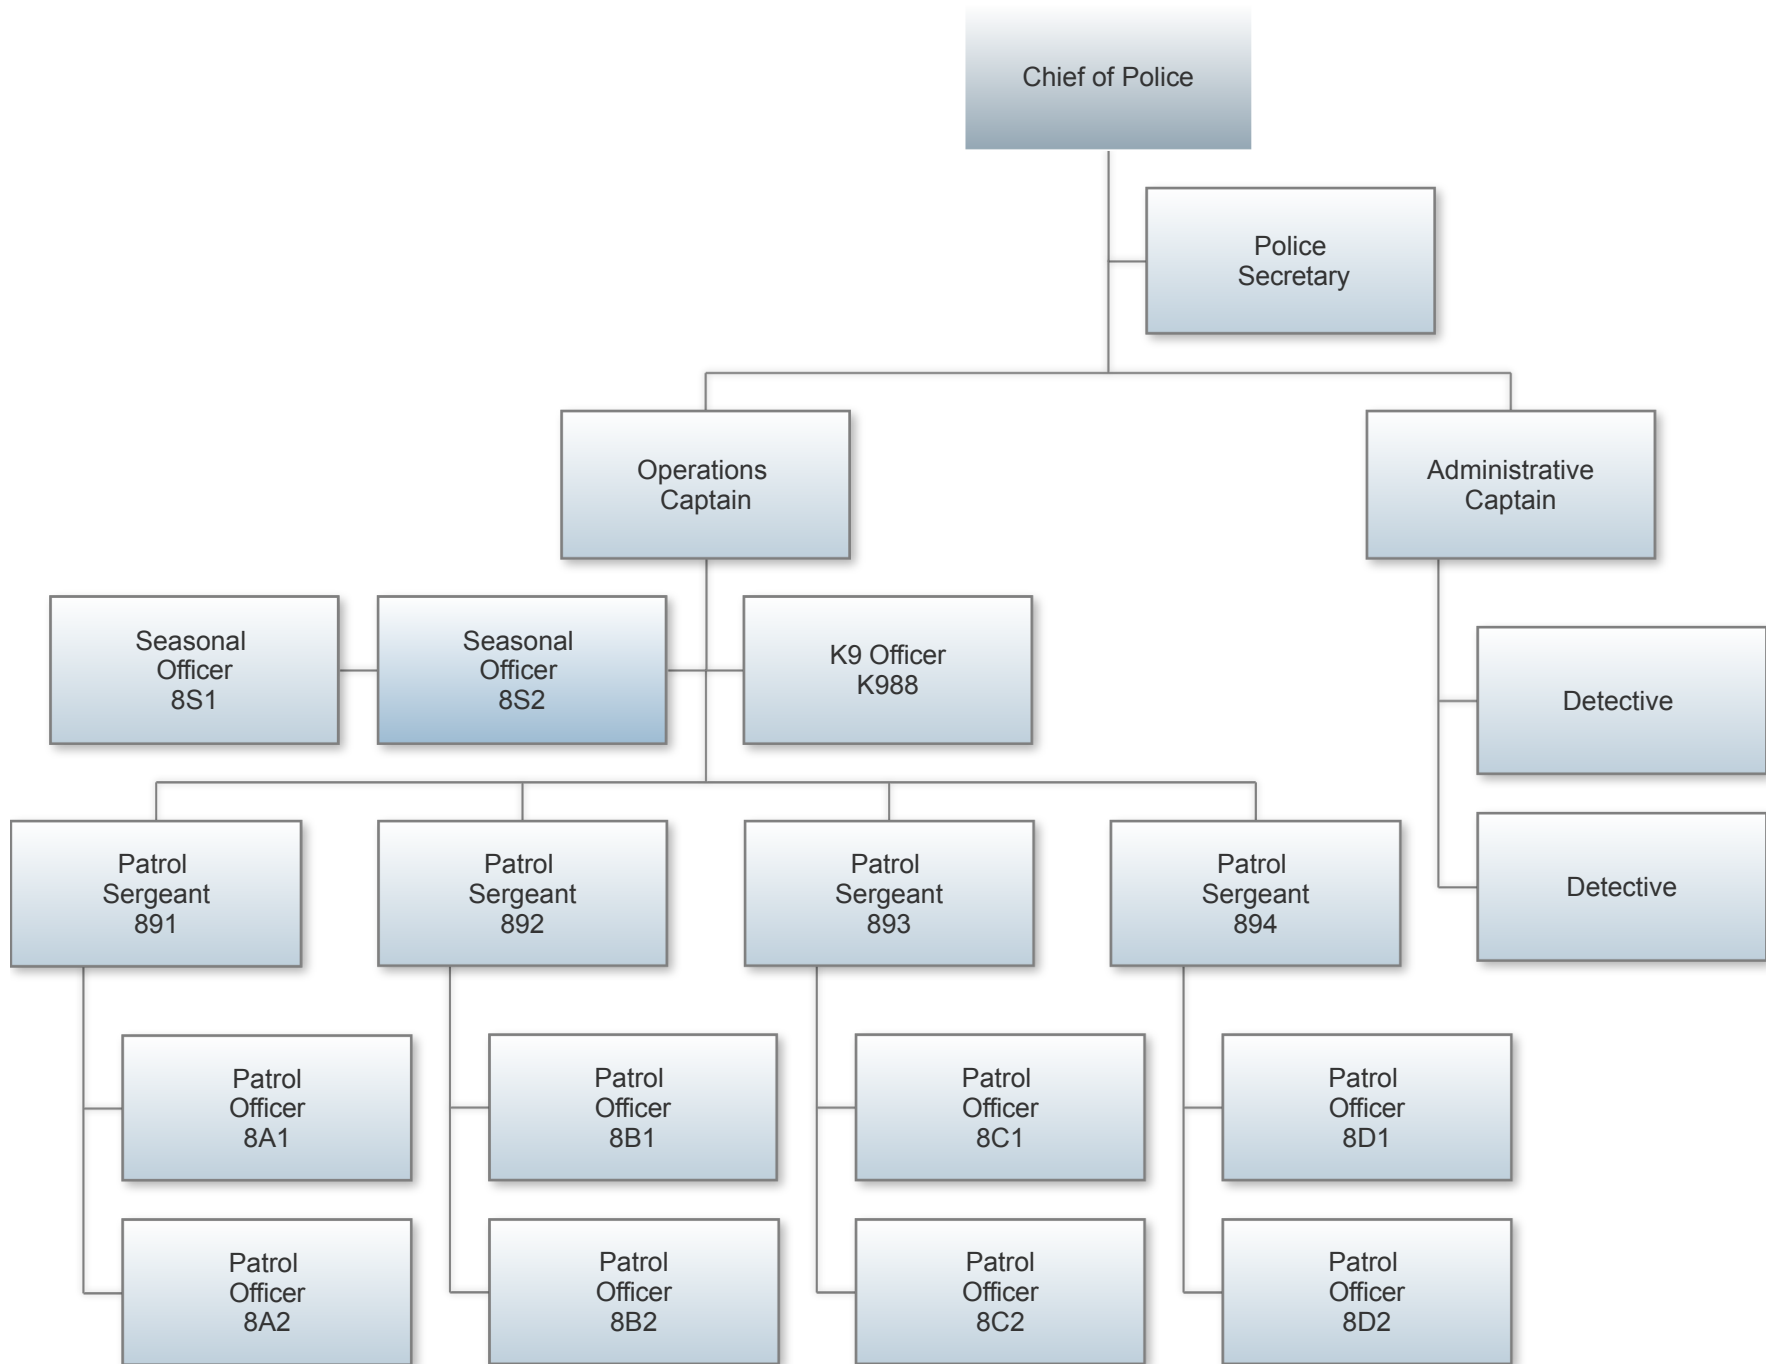 Chief of Police
Police
Secretary
Operations
Captain
Administrative
Captain
Seasonal
Officer
8S1
Seasonal
Officer
8S2
K9 Officer
K988
Detective
Detective
Patrol
Sergeant
891
Patrol
Sergeant
892
Patrol
Sergeant
893
Patrol
Sergeant
894
Patrol
Officer
8A1
Patrol
Officer
8B1
Patrol
Officer
8C1
Patrol
Officer
8D1
Patrol
Officer
8A2
Patrol
Officer
8B2
Patrol
Officer
8C2
Patrol
Officer
8D2